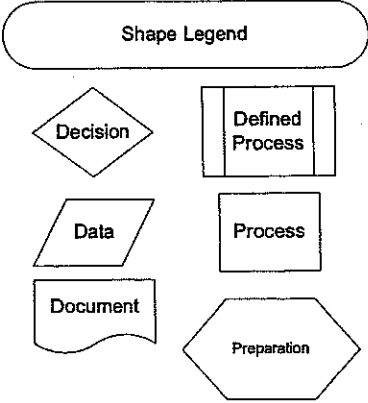 Shape Legend
Decision
Defined
Process
Data
Process
Document
Preparation